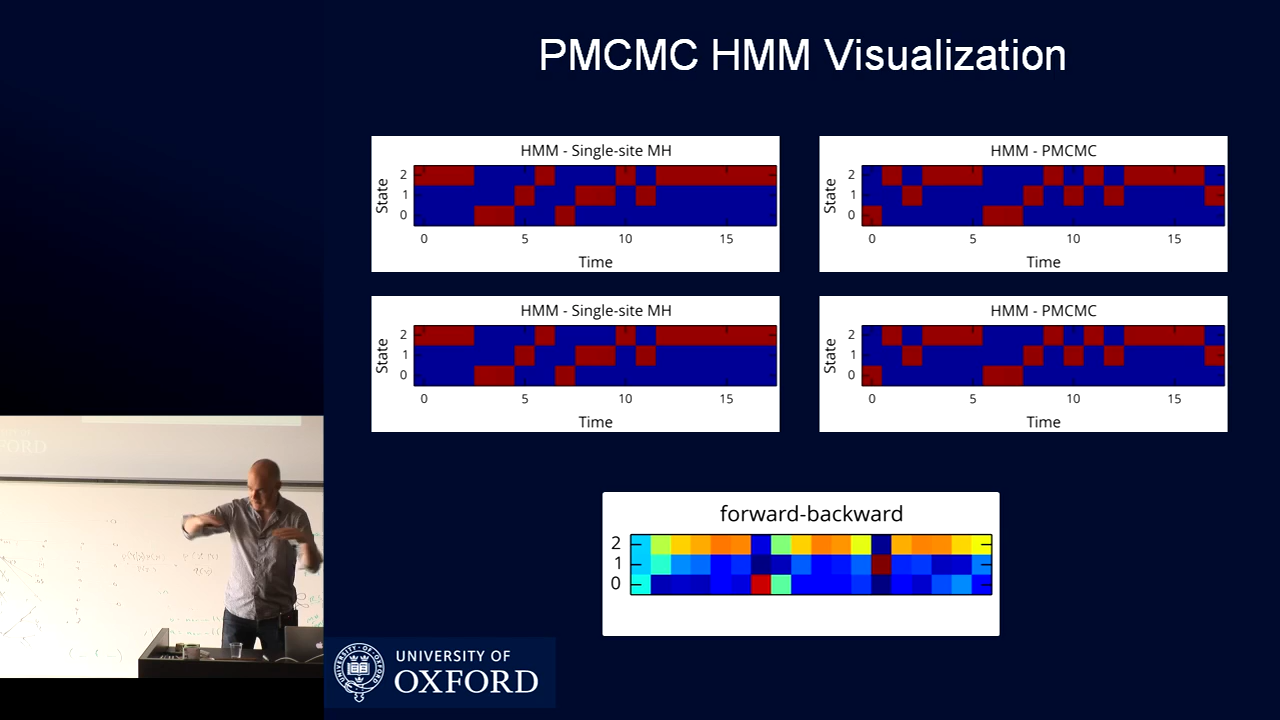 PMCMC HMM Visualization
HMM - Single-site MH
State
2
1
0
0 5 10 15
Time
HMM - PMCMC
State
2
1
0
0 5 10 15
Time
HMM - Single-site MH
State
2
1
0
0 5 10 15
Time
HMM - PMCMC
State
2
1
0
0 5 10 15
Time
forward-backward
2
1
0
UNIVERSITY OF
OXFORD